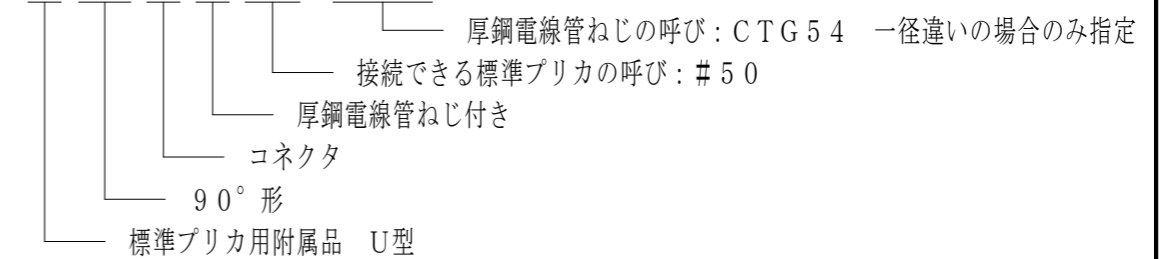 厚鋼電線管ねじの呼び：ＣＴＧ５４　一径違いの場合のみ指定
接続できる標準プリカの呼び：＃５０
厚鋼電線管ねじ付き
コネクタ
９０°形
標準プリカ用附属品　Ｕ型